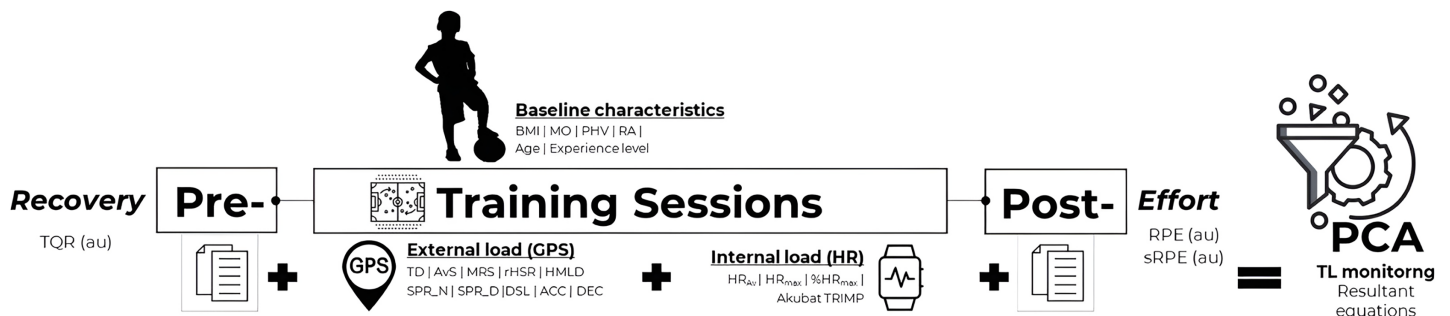 Baseline characteristics
BMI | MO | PHV | RA |
Age | Experience level
Recovery
TQR (au)
Pre-
Training Sessions
Post-
Effort
RPE (au)
sRPE (au)
GPS
External load (GPS)
TD | AvS | MRS | rHSR | HMLD
SPR_N | SPR_D |DSL | ACC | DEC
Internal load (HR)
HRAv | HRmax | %HRmax |
Akubat TRIMP
PCA
TL monitorng
Resultant
equations